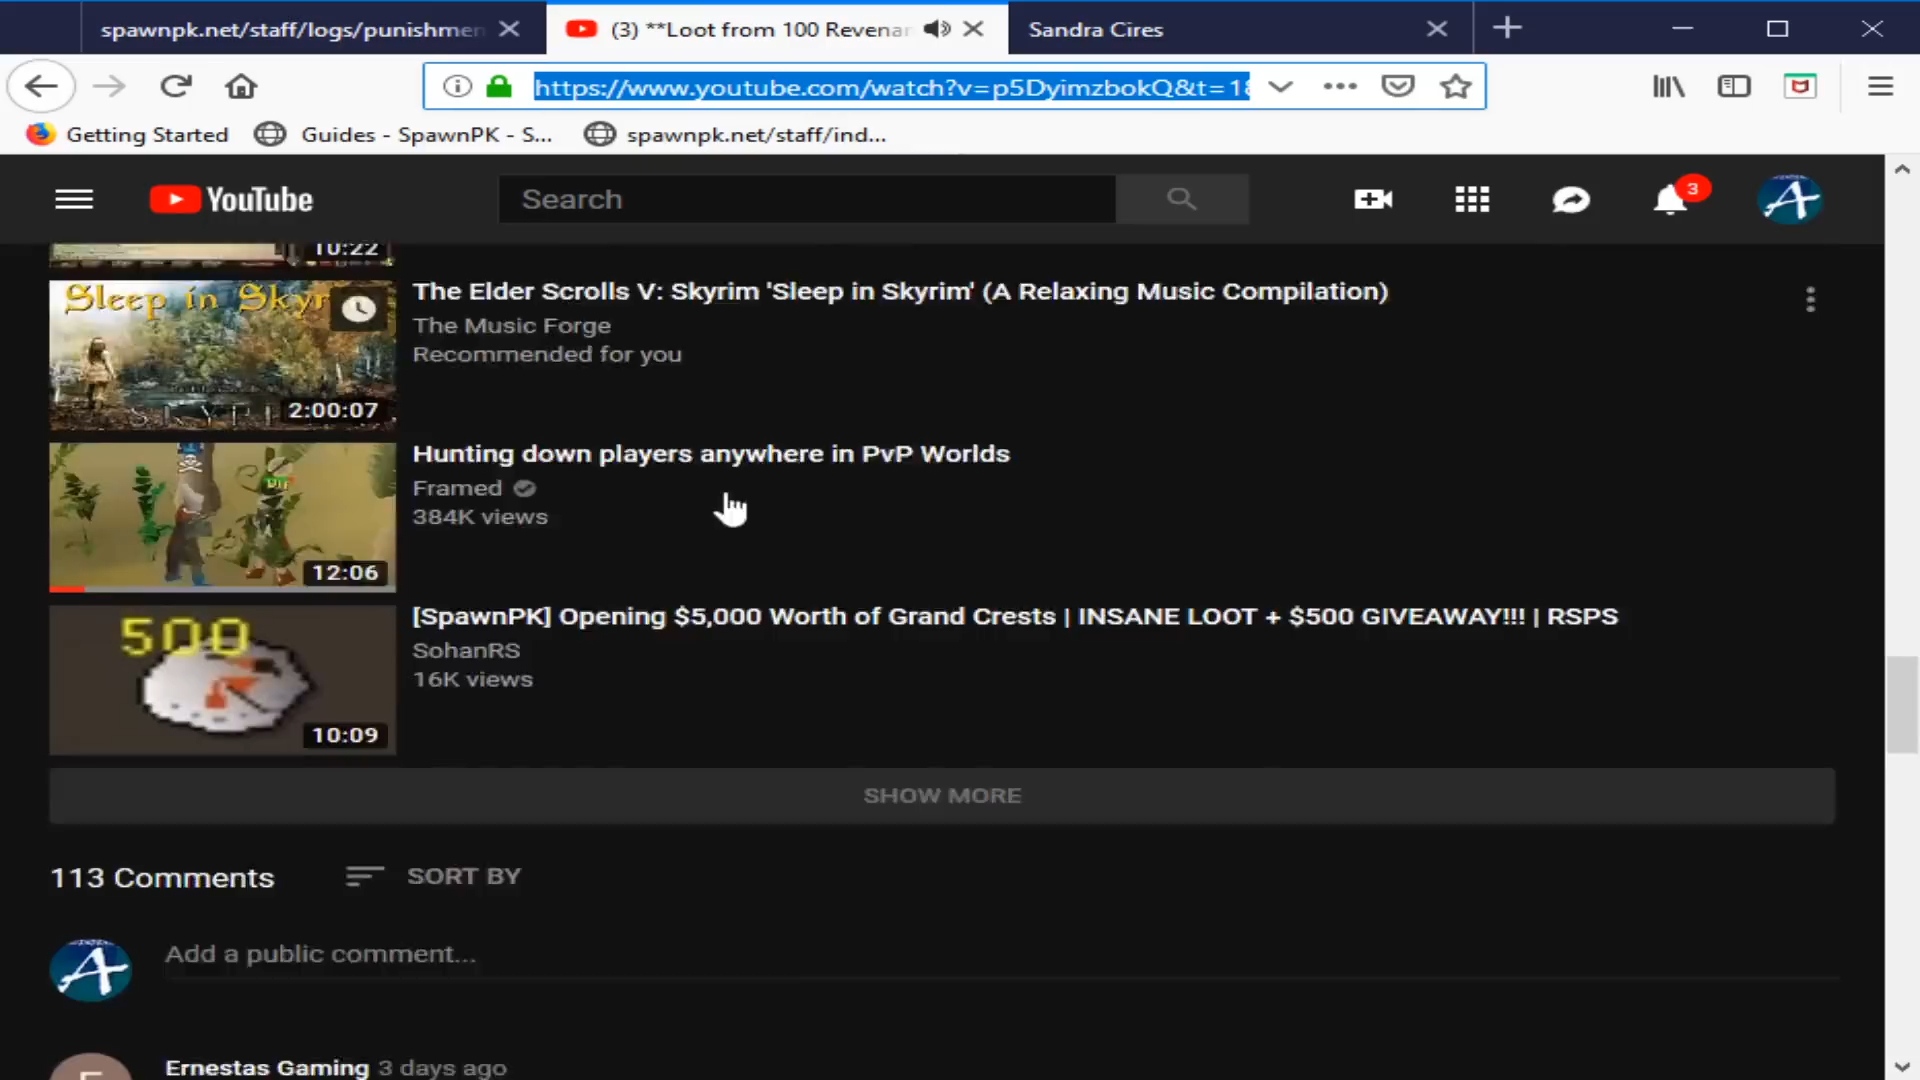 spawnpk.net/staff/logs/punishmen
(3) **Loot from 100 Revenan
Sandra Cires
https://www.youtube.com/watch?v=p5DyimzbokQ&t=18
Getting Started
Guides - SpawnPK - S...
spawnpk.net/staff/ind...
YouTube
Search
3
10:22
Sleep in Skyr
SKYRI
2:00:07
The Elder Scrolls V: Skyrim 'Sleep in Skyrim' (A Relaxing Music Compilation)
The Music Forge
Recommended for you
12:06
Hunting down players anywhere in PvP Worlds
Framed
384K views
500
10:09
[SpawnPK] Opening $5,000 Worth of Grand Crests | INSANE LOOT + $500 GIVEAWAY!!! | RSPS
SohanRS
16K views
SHOW MORE
113 Comments
SORT BY
Add a public comment...
Ernestas Gaming 3 days ago